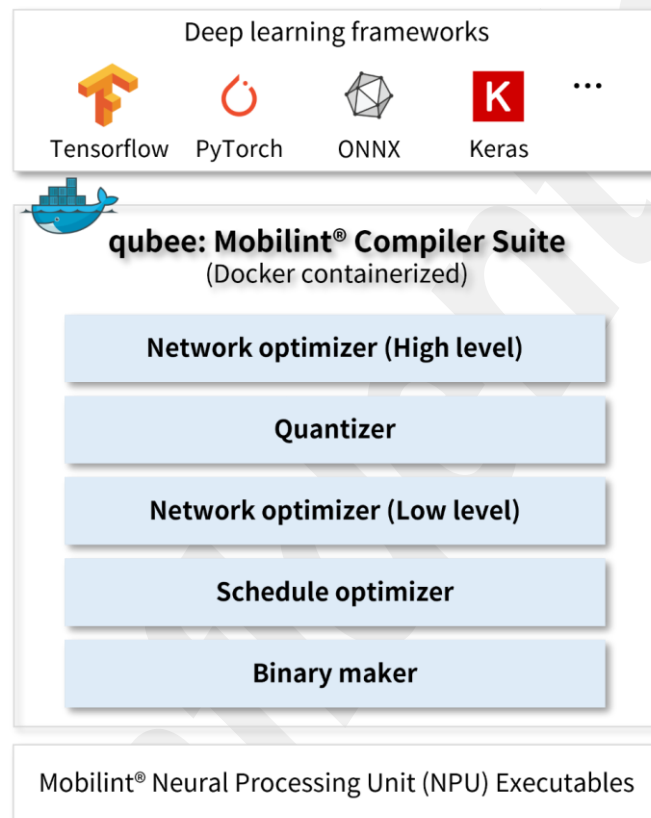 Deep learning frameworks
...
Tensorflow PyTorch ONNX Keras
K
qubee: Mobilint® Compiler Suite
(Docker containerized)
Network optimizer (High level)
Quantizer
Network optimizer (Low level)
Schedule optimizer
Binary maker
Mobilint® Neural Processing Unit (NPU) Executables